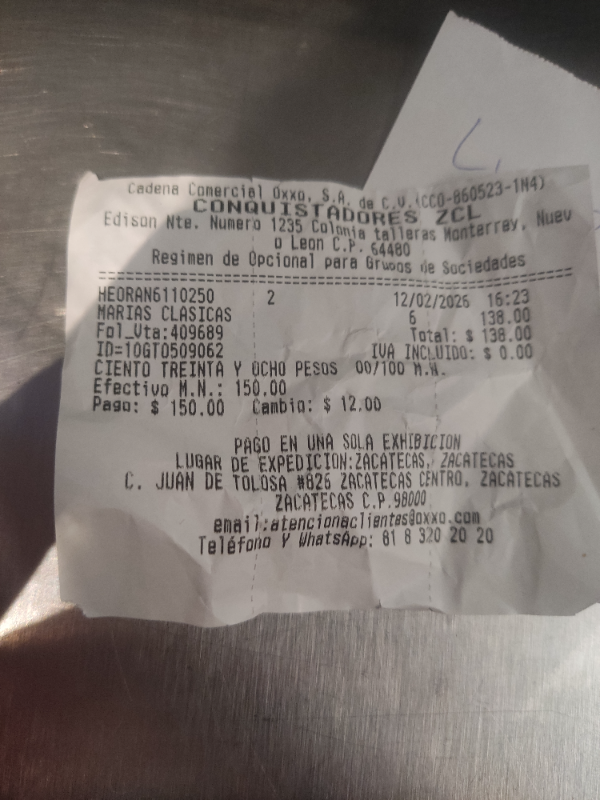 Cadena Comercial Oxxo, S.A. de C.V.(CCO-860523-1N4)
CONQUISTADORES ZCL
Edison Nte. Numero 1235 Colonia talleras Monterrey, Nuev
o Leon C.P. 64480
Regimen de Opcional para Grupos de Sociedades
HEORAN6110250 2 12/02/2026 16:23
MARIAS CLASICAS 6 138.00
Fol_Vta:409689 Total: $ 138.00
ID=10GT0509062 IVA INCLUIDO: $ 0.00
CIENTO TREINTA Y OCHO PESOS 00/100 M.N.
Efectivo M.N.: 150.00
Pago: $ 150.00 Cambio: $ 12.00
PAGO EN UNA SOLA EXHIBICION
LUGAR DE EXPEDICION:ZACATECAS, ZACATECAS
C. JUAN DE TOLOSA #826 ZACATECAS CENTRO, ZACATECAS
ZACATECAS C.P.98000
email:atencionaclientes@oxxo.com
Teléfono Y WhatsApp: 81 8 320 20 20